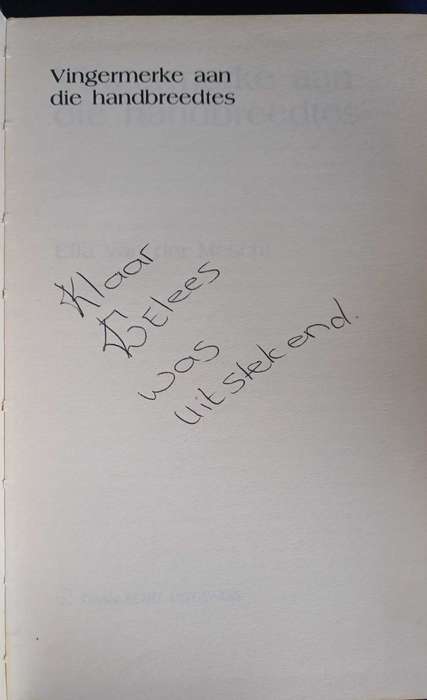 Vingermerke aan
die handbreedtes
Klaar
GElees
was
uitstekend.